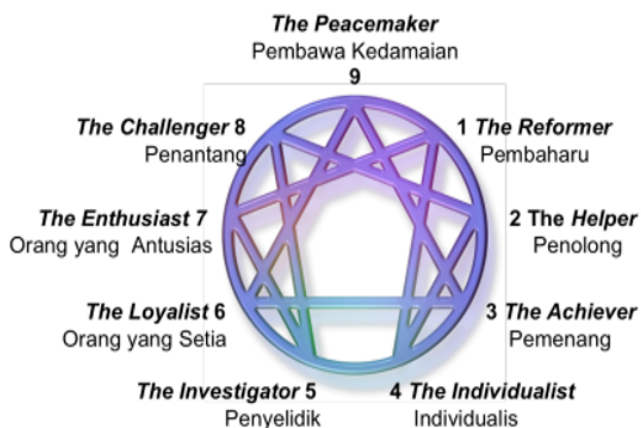 The Peacemaker
Pembawa Kedamaian
9
The Challenger 8
Penantang
1 The Reformer
Pembaharu
The Enthusiast 7
Orang yang Antusias
2 The Helper
Penolong
The Loyalist 6
Orang yang Setia
3 The Achiever
Pemenang
The Investigator 5
Penyelidik
4 The Individualist
Individualis